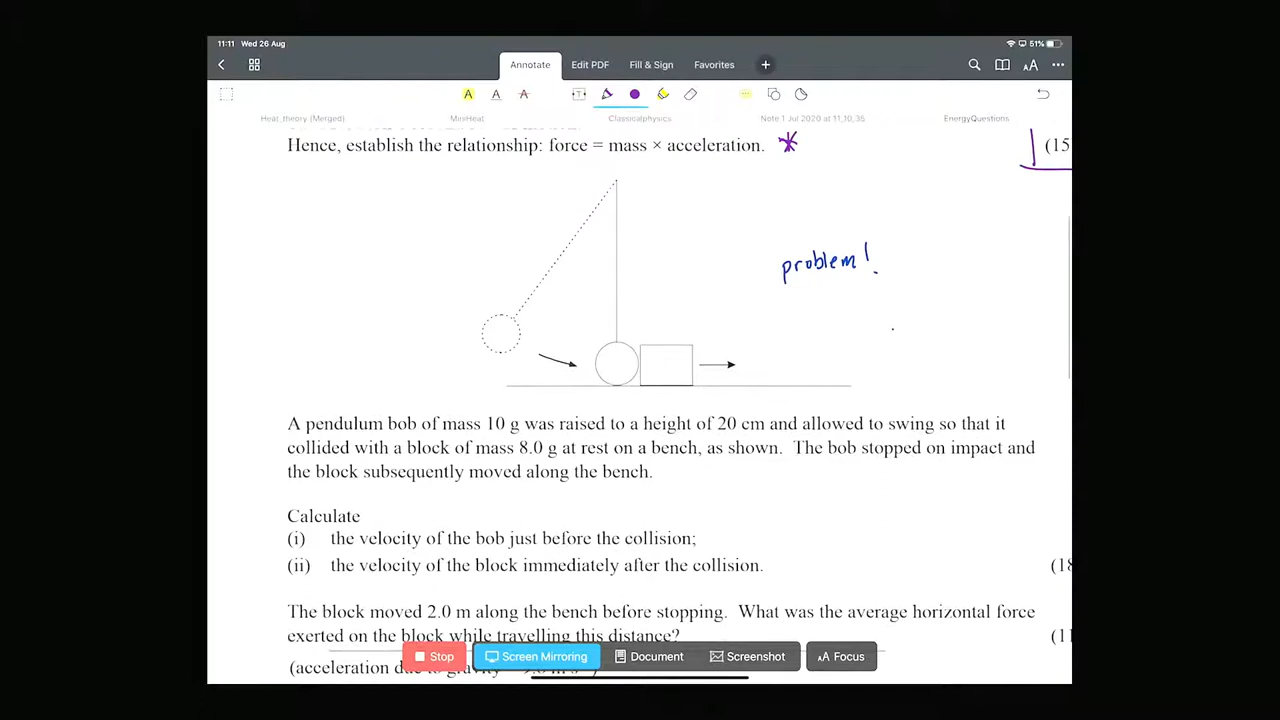 11:11 Wed 26 Aug 51%
Annotate Edit PDF Fill & Sign Favorites
Heat_theory (Merged) MiniHeat Classicalphysics Note 1 Jul 2020 at 11_10_35 EnergyQuestions
Hence, establish the relationship: force = mass × acceleration. * (15
problem!
A pendulum bob of mass 10 g was raised to a height of 20 cm and allowed to swing so that it
collided with a block of mass 8.0 g at rest on a bench, as shown. The bob stopped on impact and
the block subsequently moved along the bench.
Calculate
(i) the velocity of the bob just before the collision;
(ii) the velocity of the block immediately after the collision. (18
The block moved 2.0 m along the bench before stopping. What was the average horizontal force
exerted on the block while travelling this distance? (11
Stop Screen Mirroring Document Screenshot AA Focus
(acceleration due to gravity